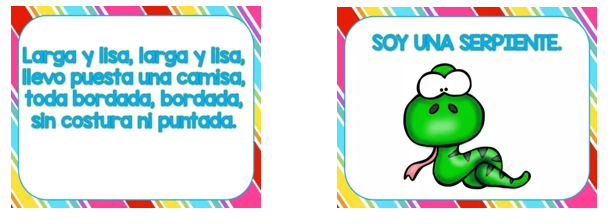 Larga y lisa, larga y lisa,
llevo puesta una camisa,
toda bordada, bordada,
sin costura ni puntada.
SOY UNA SERPIENTE.